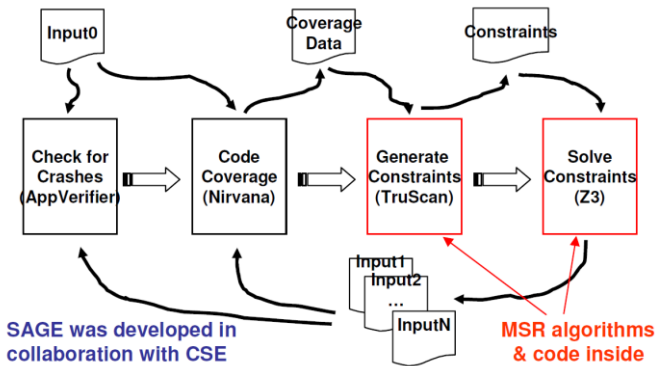 Input0
Coverage
Data
Constraints
Check for
Crashes
(AppVerifier)
Code
Coverage
(Nirvana)
Generate
Constraints
(TruScan)
Solve
Constraints
(Z3)
Input1
Input2
...
InputN
SAGE was developed in
collaboration with CSE
MSR algorithms
& code inside